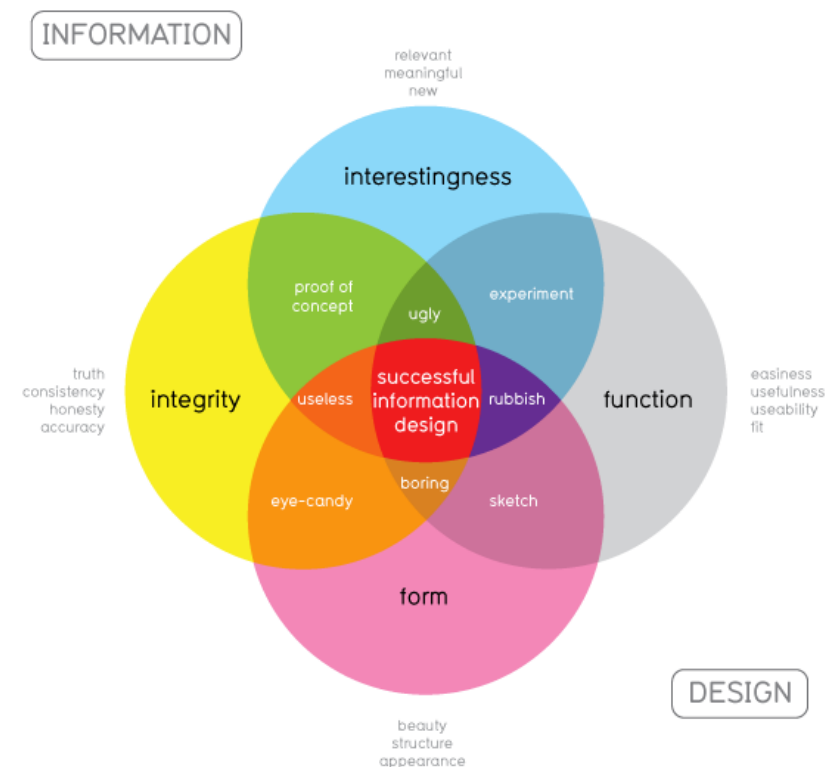 INFORMATION
relevant
meaningful
new
interestingness
proof of
concept
experiment
ugly
truth
consistency
honesty
accuracy
integrity
useless
successful
information
design
rubbish
function
easiness
usefulness
useability
fit
boring
eye-candy
sketch
form
DESIGN
beauty
structure
appearance